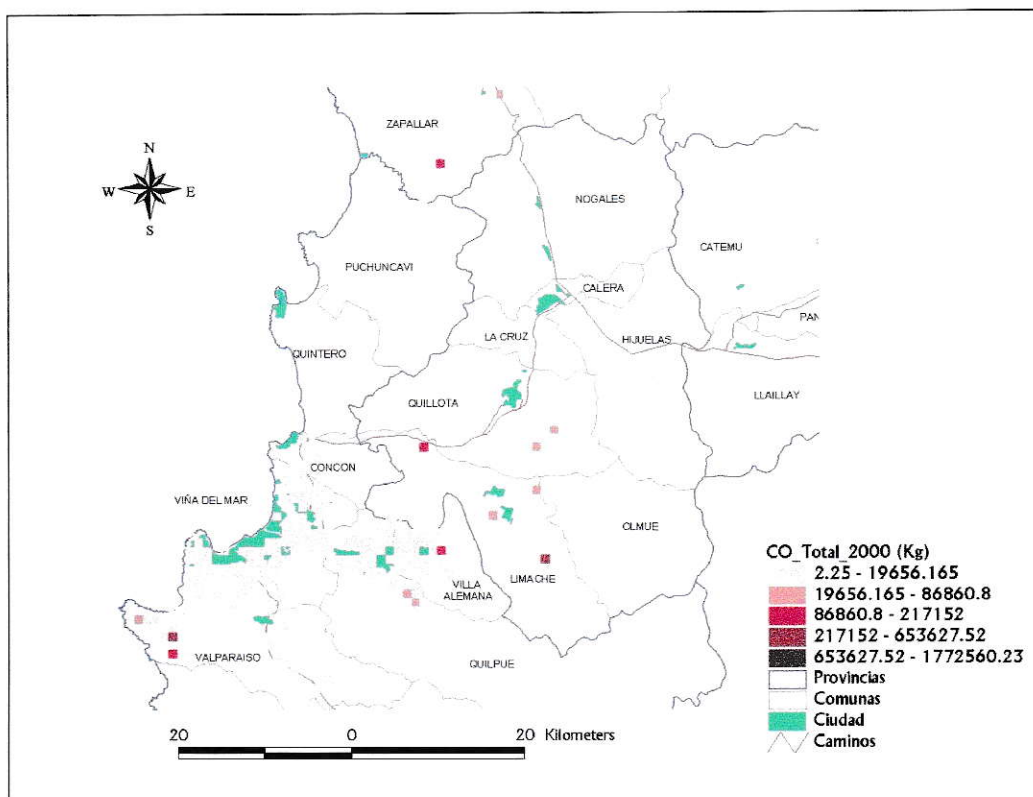 ZAPALLAR
N
W E
S
NOGALES
CATEMU
PUCHUNCAVI
CALERA
PAN
LA CRUZ
HIJUELAS
QUINTERO
LLAILLAY
QUILLOTA
CONCON
VIÑA DEL MAR
OLMUE
LIMACHE
VILLA
ALEMANA
VALPARAISO
QUILPUE
CO_Total_2000 (Kg)
2.25 - 19656.165
19656.165 - 86860.8
86860.8 - 217152
217152 - 653627.52
653627.52 - 1772560.23
Provincias
Comunas
Ciudad
Caminos
20 0 20 Kilometers